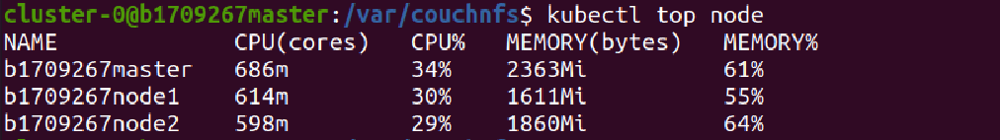 cluster-0@b1709267master:/var/couchnfs$ kubectl top node
NAME             CPU(cores)   CPU%   MEMORY(bytes)   MEMORY%
b1709267master   686m         34%    2363Mi          61%
b1709267node1    614m         30%    1611Mi          55%
b1709267node2    598m         29%    1860Mi          64%